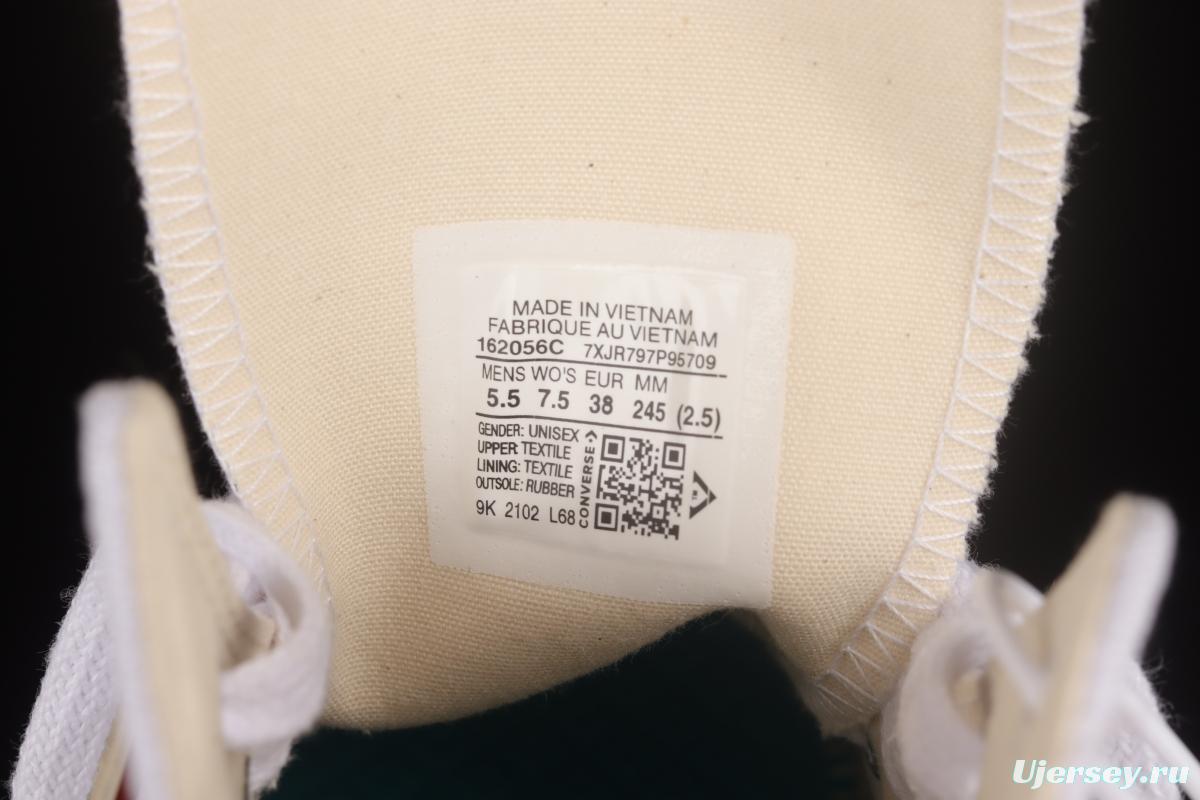 MADE IN VIETNAM
FABRIQUE AU VIETNAM
162056C 7XJR797P95709
MENS WO'S EUR MM
5.5 7.5 38 245 (2.5)
GENDER: UNISEX
UPPER: TEXTILE
LINING: TEXTILE
OUTSOLE: RUBBER
9K 2102 L68
CONVERSE
Ujersey.ru